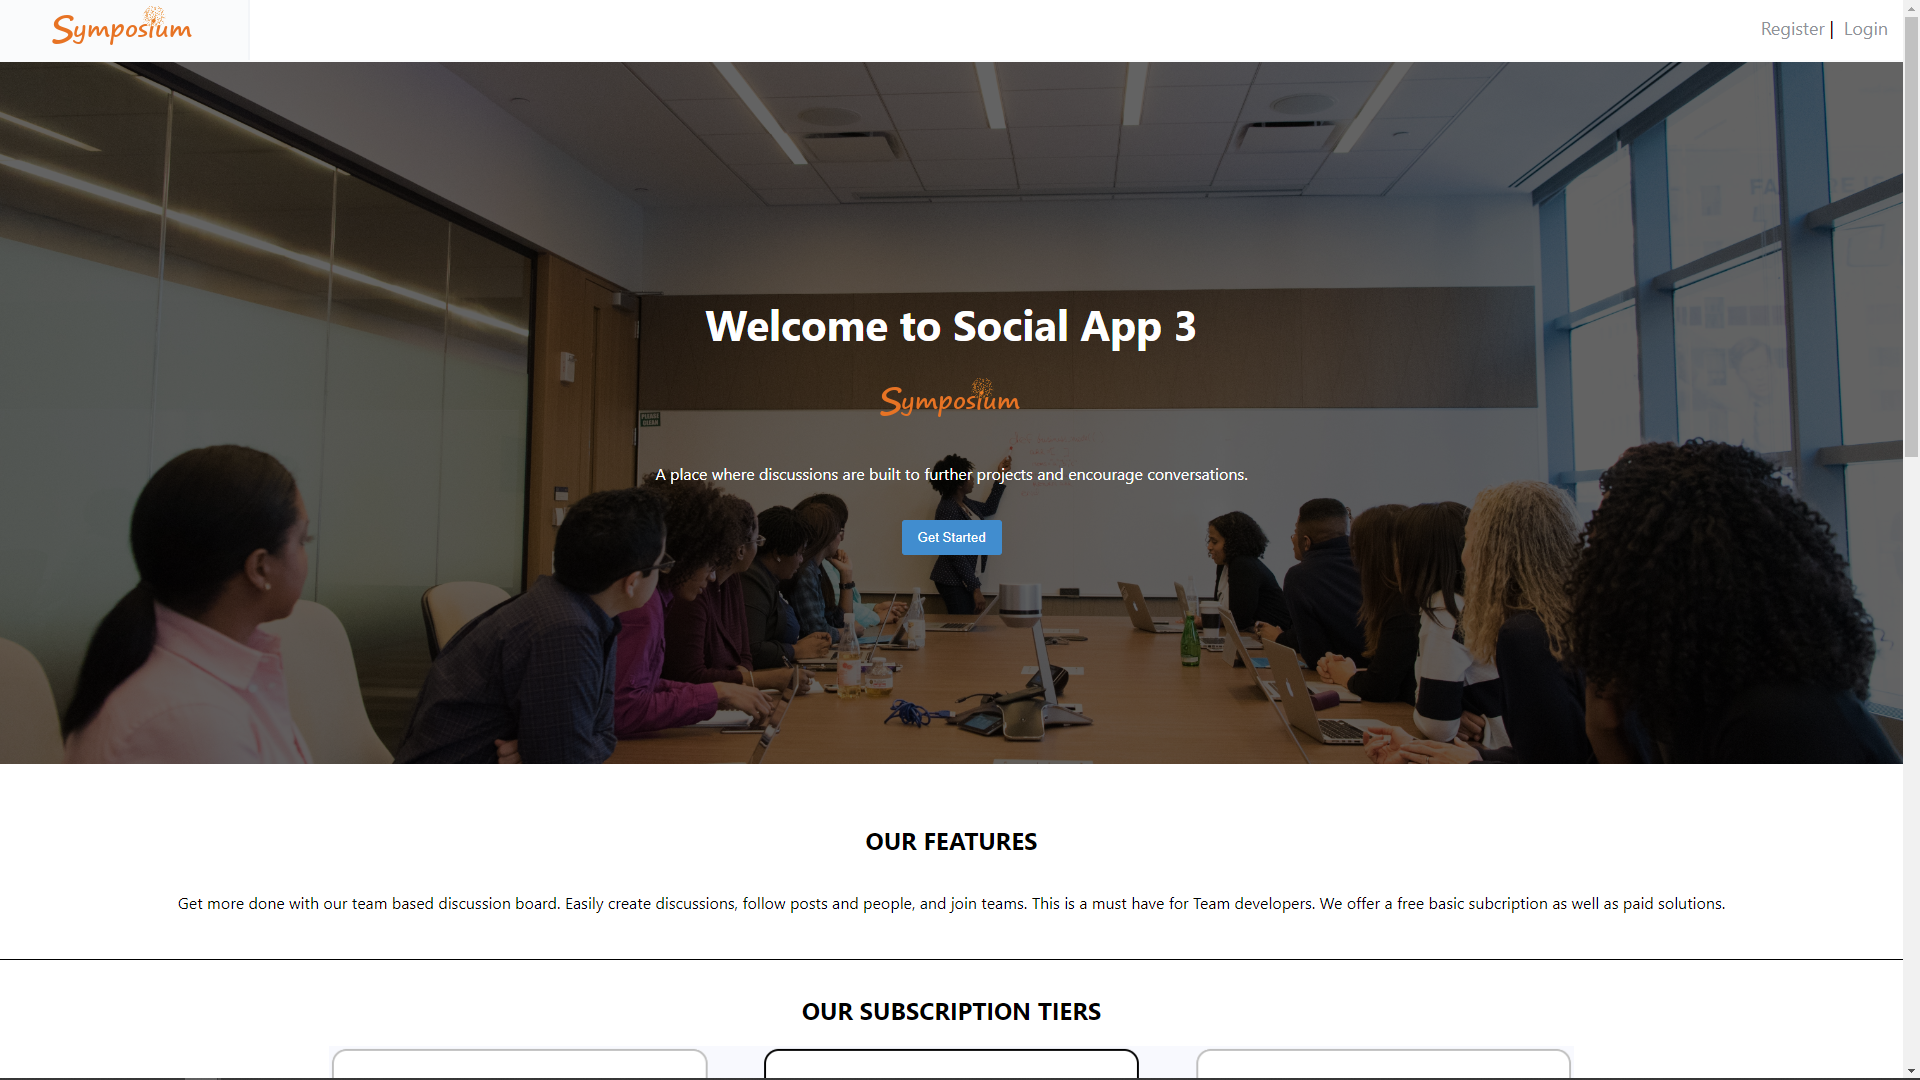 Symposium
Register | Login
Welcome to Social App 3
Symposium
PLEASE
CLEAN
A place where discussions are built to further projects and encourage conversations.
Get Started
OUR FEATURES
Get more done with our team based discussion board. Easily create discussions, follow posts and people, and join teams. This is a must have for Team developers. We offer a free basic subcription as well as paid solutions.
OUR SUBSCRIPTION TIERS